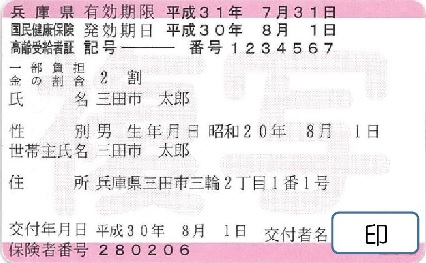 兵庫県 有効期限 平成31年 7月31日
国民健康保険 発効期日 平成30年 8月 1日
高齢受給者証 記号―― 番号1234567
一部負担
金の割合 2 割
氏 名 三田市 太郎
性 別 男 生年月日 昭和20年 8月 1日
世帯主氏名 三田市 太郎
住 所 兵庫県三田市三輪2丁目1番1号
交付年月日 平成30年 8月 1日 交付者名 印
保険者番号 280206
複写